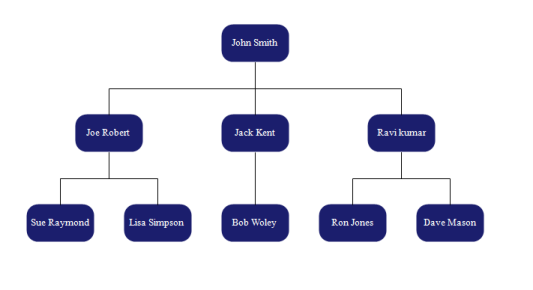 John Smith
Joe Robert
Jack Kent
Ravi kumar
Sue Raymond
Lisa Simpson
Bob Woley
Ron Jones
Dave Mason